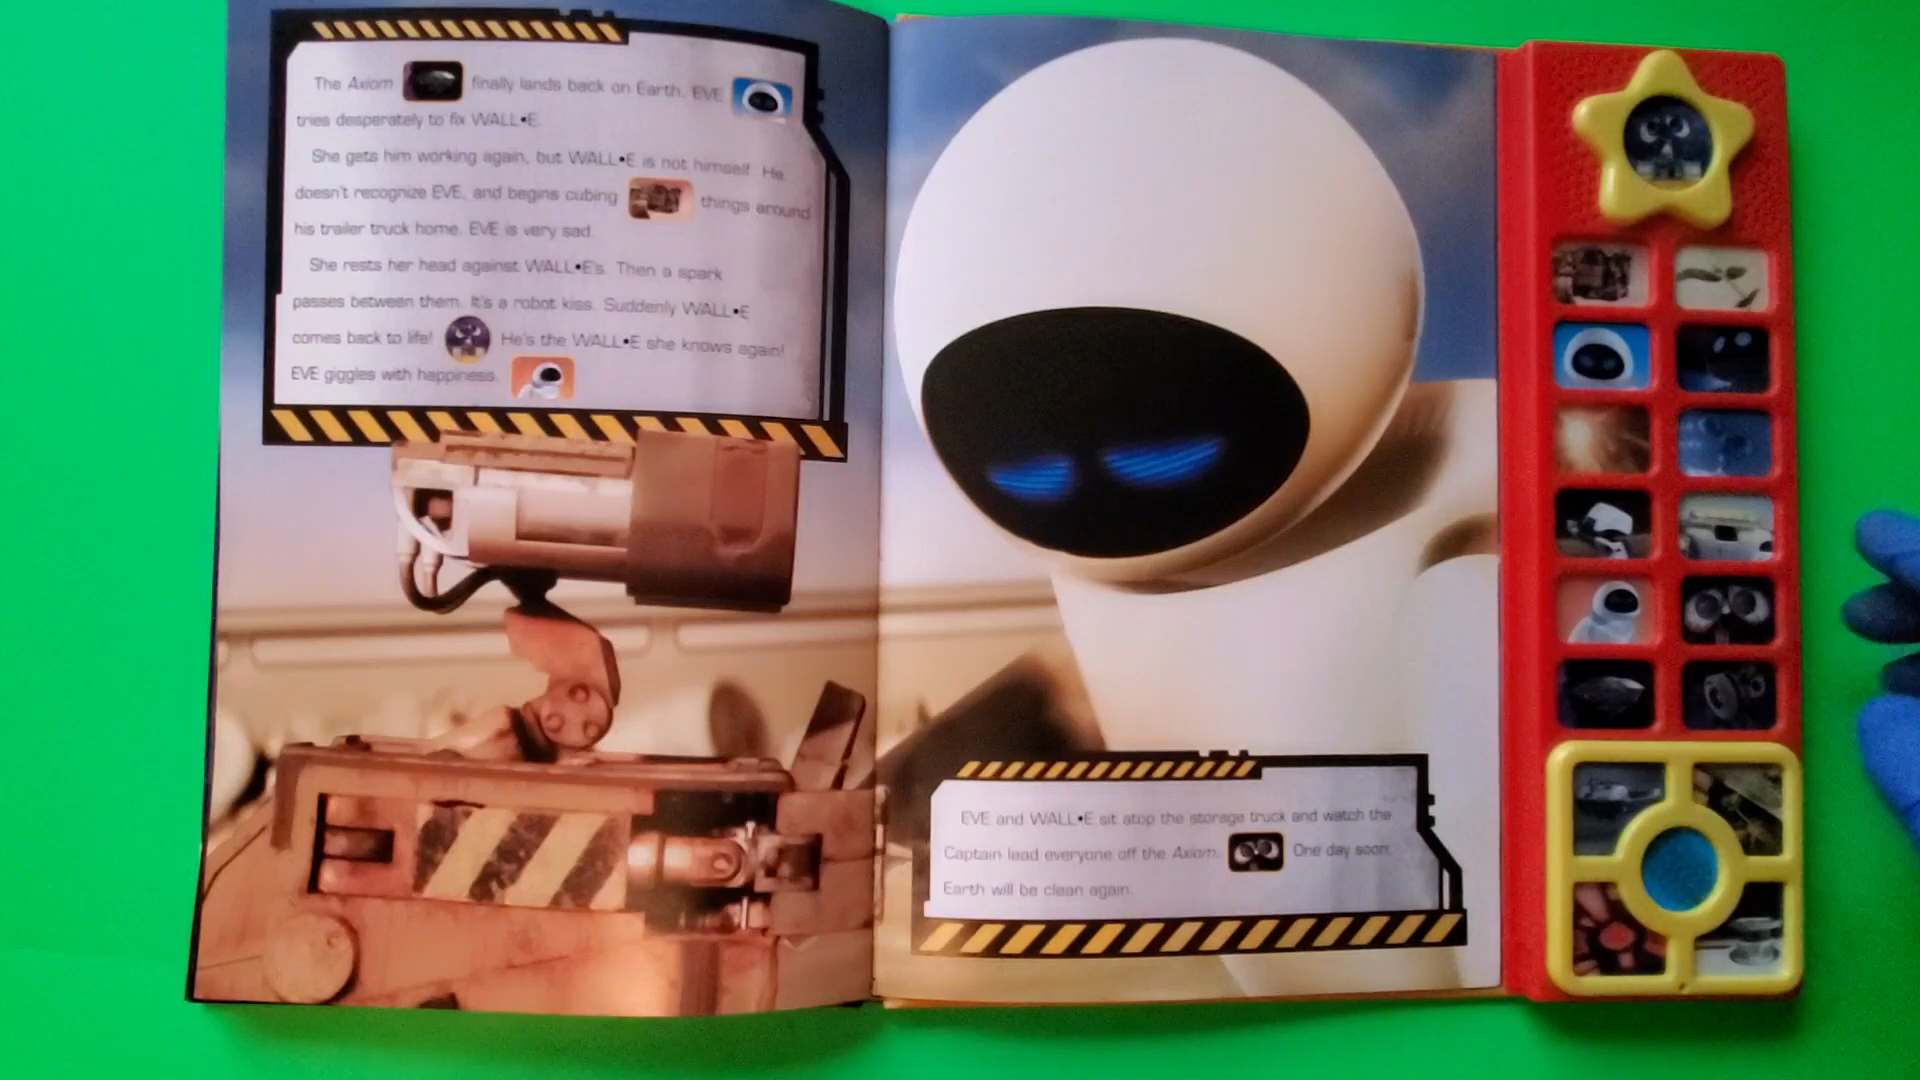 The Axiom finally lands back on Earth. EVE
tries desperately to fix WALL•E.
She gets him working again, but WALL•E is not himself. He
doesn't recognize EVE, and begins cubing things around
his trailer truck home. EVE is very sad.
She rests her head against WALL•E's. Then a spark
passes between them. It's a robot kiss. Suddenly WALL•E
comes back to life! He's the WALL•E she knows again!
EVE giggles with happiness.
EVE and WALL•E sit atop the storage truck and watch the
Captain lead everyone off the Axiom. One day soon,
Earth will be clean again.